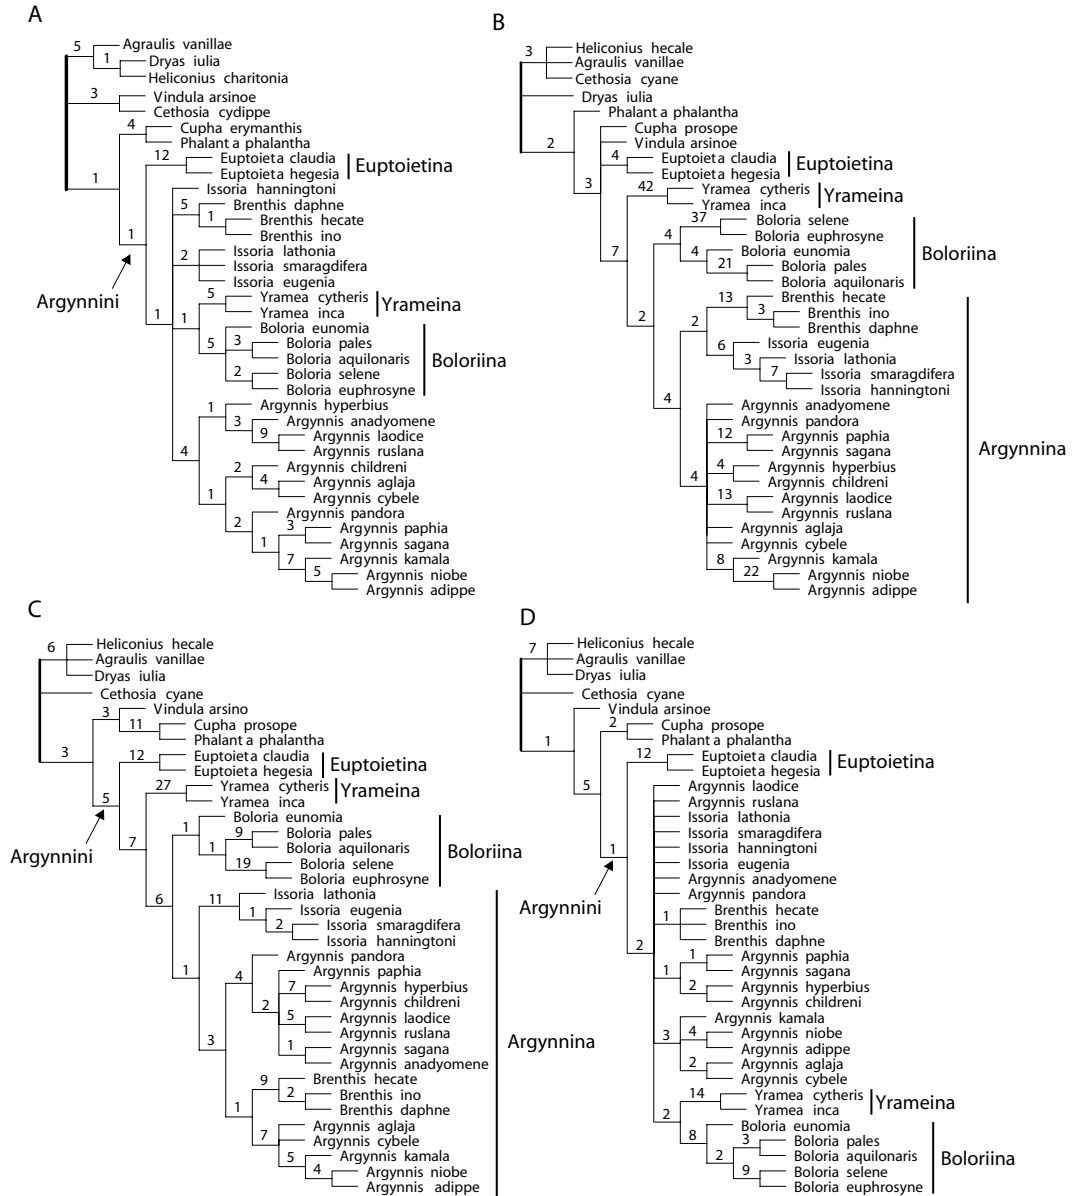 A
5
Agraulis vanillae
1
Dryas iulia
Heliconius charitonia
3
Vindula arsinoe
Cethosia cydippe
4
Cupha erymanthis
Phalant a phalantha
1
12
Euptoieta claudia
Euptoieta hegesia
Euptoietina
1
Argynnini
Issoria hanningtoni
5
Brenthis daphne
1
Brenthis hecate
Brenthis ino
2
Issoria lathonia
Issoria smaragdifera
Issoria eugenia
1
1
5
Yramea cytheris
Yramea inca
Yrameina
5
Boloria eunomia
3
Boloria pales
Boloria aquilonaris
2
Boloria selene
Boloria euphrosyne
Boloriina
4
1
Argynnis hyperbius
3
Argynnis anadyomene
9
Argynnis laodice
Argynnis ruslana
1
2
Argynnis childreni
4
Argynnis aglaja
Argynnis cybele
2
Argynnis pandora
1
3
Argynnis paphia
Argynnis sagana
7
Argynnis kamala
5
Argynnis niobe
Argynnis adippe
B
3
Heliconius hecale
Agraulis vanillae
Cethosia cyane
Dryas iulia
2
Phalant a phalantha
3
Cupha prosope
Vindula arsinoe
4
Euptoieta claudia
Euptoieta hegesia
Euptoietina
7
42
Yramea cytheris
Yramea inca
Yrameina
2
4
37
Boloria selene
Boloria euphrosyne
4
Boloria eunomia
21
Boloria pales
Boloria aquilonaris
Boloriina
4
2
13
Brenthis hecate
3
Brenthis ino
Brenthis daphne
6
Issoria eugenia
3
Issoria lathonia
7
Issoria smaragdifera
Issoria hanningtoni
4
Argynnis anadyomene
Argynnis pandora
12
Argynnis paphia
Argynnis sagana
4
Argynnis hyperbius
Argynnis childreni
13
Argynnis laodice
Argynnis ruslana
Argynnis aglaja
Argynnis cybele
8
Argynnis kamala
22
Argynnis niobe
Argynnis adippe
Argynnina
C
6
Heliconius hecale
Agraulis vanillae
Dryas iulia
Cethosia cyane
3
3
Vindula arsino
11
Cupha prosope
Phalant a phalantha
5
Argynnini
12
Euptoieta claudia
Euptoieta hegesia
Euptoietina
7
27
Yramea cytheris
Yramea inca
Yrameina
6
1
Boloria eunomia
1
9
Boloria pales
Boloria aquilonaris
19
Boloria selene
Boloria euphrosyne
Boloriina
1
11
Issoria lathonia
1
Issoria eugenia
2
Issoria smaragdifera
Issoria hanningtoni
3
4
Argynnis pandora
2
Argynnis paphia
7
Argynnis hyperbius
Argynnis childreni
5
Argynnis laodice
Argynnis ruslana
1
Argynnis sagana
Argynnis anadyomene
1
9
Brenthis hecate
2
Brenthis ino
Brenthis daphne
7
Argynnis aglaja
Argynnis cybele
5
Argynnis kamala
4
Argynnis niobe
Argynnis adippe
Argynnina
D
7
Heliconius hecale
Agraulis vanillae
Dryas iulia
Cethosia cyane
1
Vindula arsinoe
5
2
Cupha prosope
Phalant a phalantha
1
Argynnini
12
Euptoieta claudia
Euptoieta hegesia
Euptoietina
2
Argynnis laodice
Argynnis ruslana
Issoria lathonia
Issoria smaragdifera
Issoria hanningtoni
Issoria eugenia
Argynnis anadyomene
Argynnis pandora
1
Brenthis hecate
Brenthis ino
Brenthis daphne
1
1
Argynnis paphia
Argynnis sagana
2
Argynnis hyperbius
Argynnis childreni
3
Argynnis kamala
4
Argynnis niobe
Argynnis adippe
2
Argynnis aglaja
Argynnis cybele
2
14
Yramea cytheris
Yramea inca
Yrameina
8
Boloria eunomia
2
3
Boloria pales
Boloria aquilonaris
9
Boloria selene
Boloria euphrosyne
Boloriina